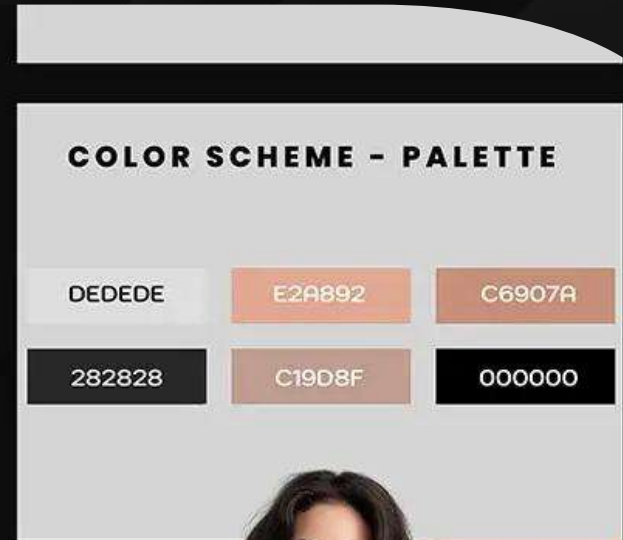 COLOR SCHEME - PALETTE
DEDEDE E2A892 C6907A
282828 C19D8F 000000